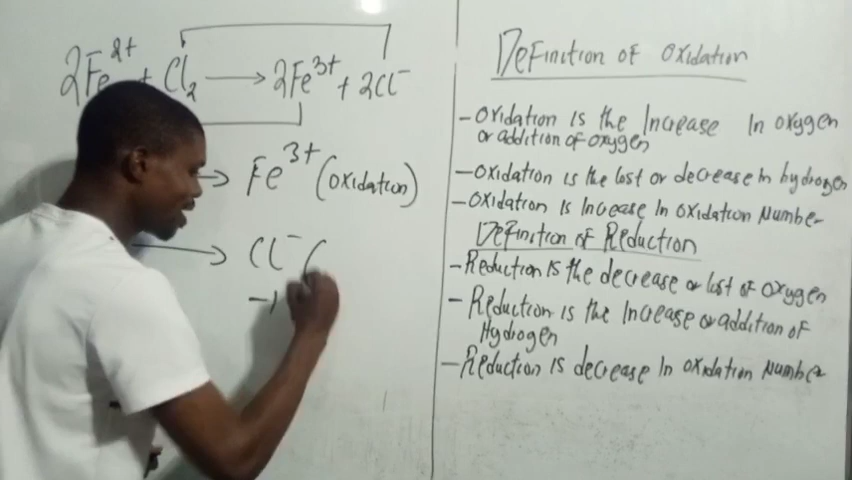 2Fe²⁺ + Cl₂ → 2Fe³⁺ + 2Cl⁻
→ Fe³⁺ (oxidation)
→ Cl⁻ (
-1
Definition of Oxidation
- Oxidation is the Increase In oxygen
or addition of oxygen
- oxidation is the lost or decrease In hydrogen
- oxidation Is Increase In oxidation Number
Definition of Reduction
- Reduction is the decrease or lost of oxygen
- Reduction is the Increase or addition of
Hydrogen
- Reduction is decrease In oxidation Number